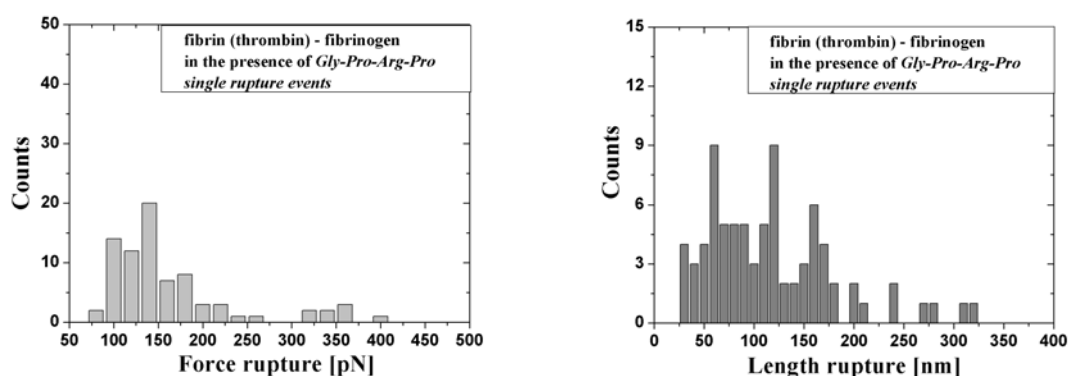 50
40
30
20
10
0
Counts
fibrin (thrombin) - fibrinogen
in the presence of Gly-Pro-Arg-Pro
single rupture events
50 100 150 200 250 300 350 400 450 500
Force rupture [pN]
15
12
9
6
3
0
Counts
fibrin (thrombin) - fibrinogen
in the presence of Gly-Pro-Arg-Pro
single rupture events
0 50 100 150 200 250 300 350 400
Length rupture [nm]